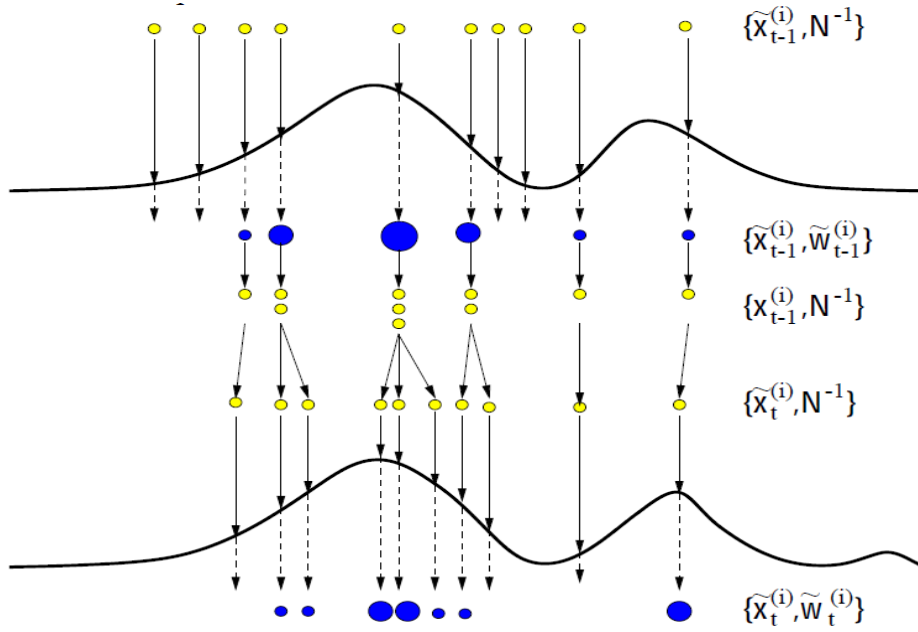 {x̃_{t-1}^{(i)}, N^{-1}}
{x̃_{t-1}^{(i)}, w̃_{t-1}^{(i)}}
{x_{t-1}^{(i)}, N^{-1}}
{x̃_t^{(i)}, N^{-1}}
{x̃_t^{(i)}, w̃_t^{(i)}}